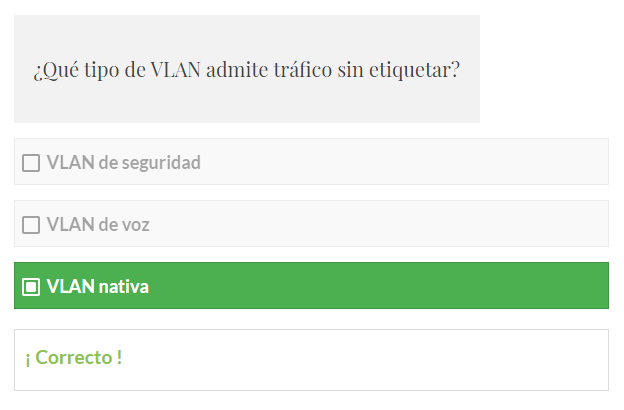 ¿Qué tipo de VLAN admite tráfico sin etiquetar?
VLAN de seguridad
VLAN de voz
VLAN nativa
¡ Correcto !